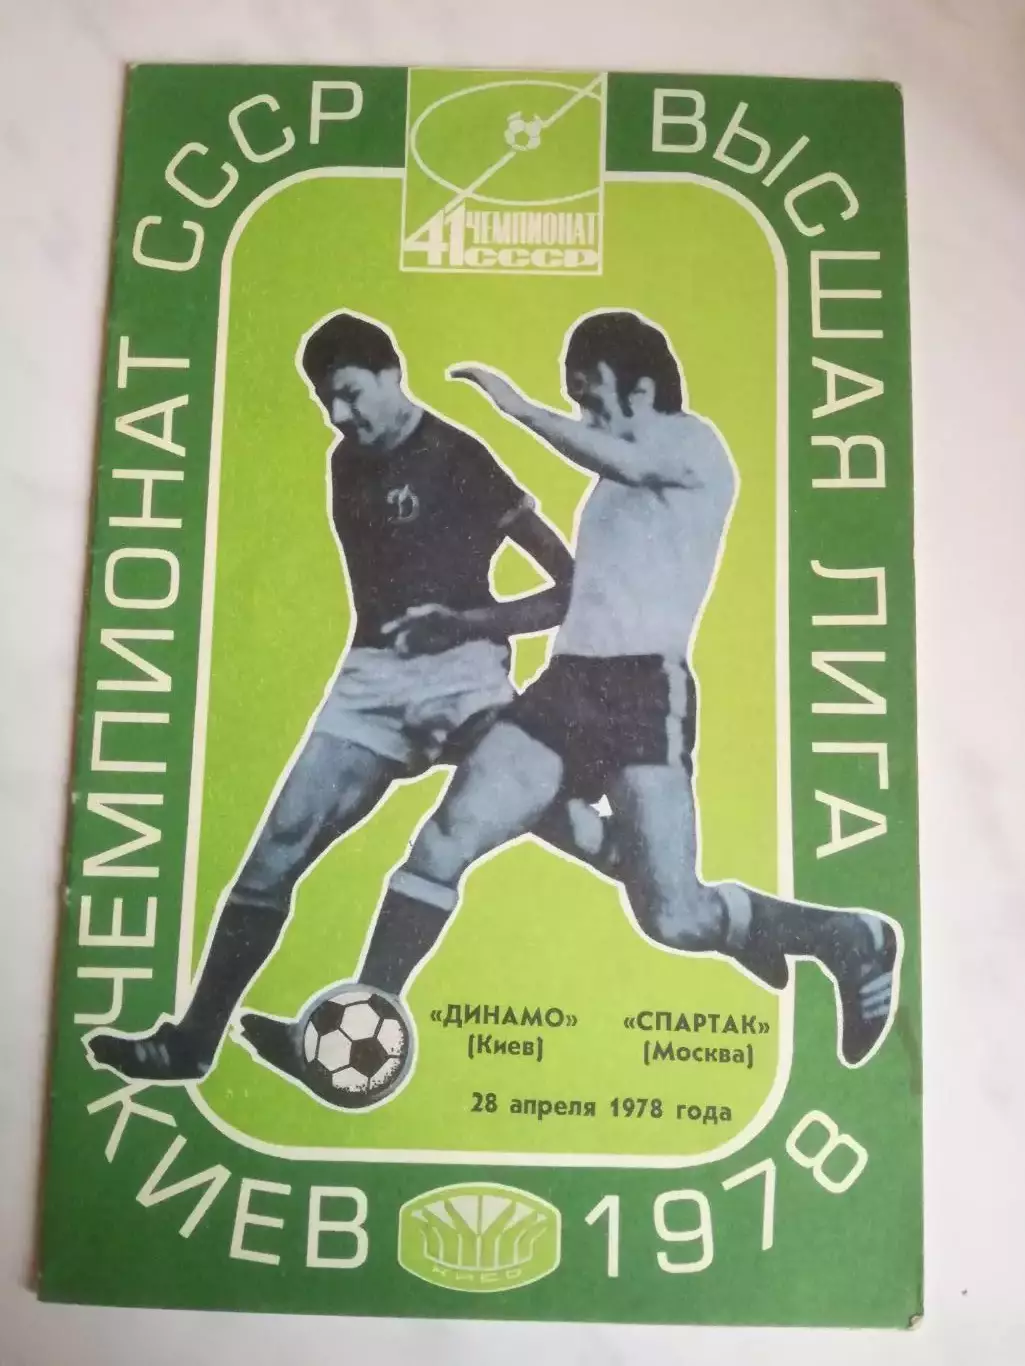 ЧЕМПИОНАТ СССР
ВЫСШАЯ ЛИГА
41 ЧЕМПИОНАТ
СССР
Д
«ДИНАМО» «СПАРТАК»
(Киев) (Москва)
28 апреля 1978 года
КИЕВ 1978
КИЕВ